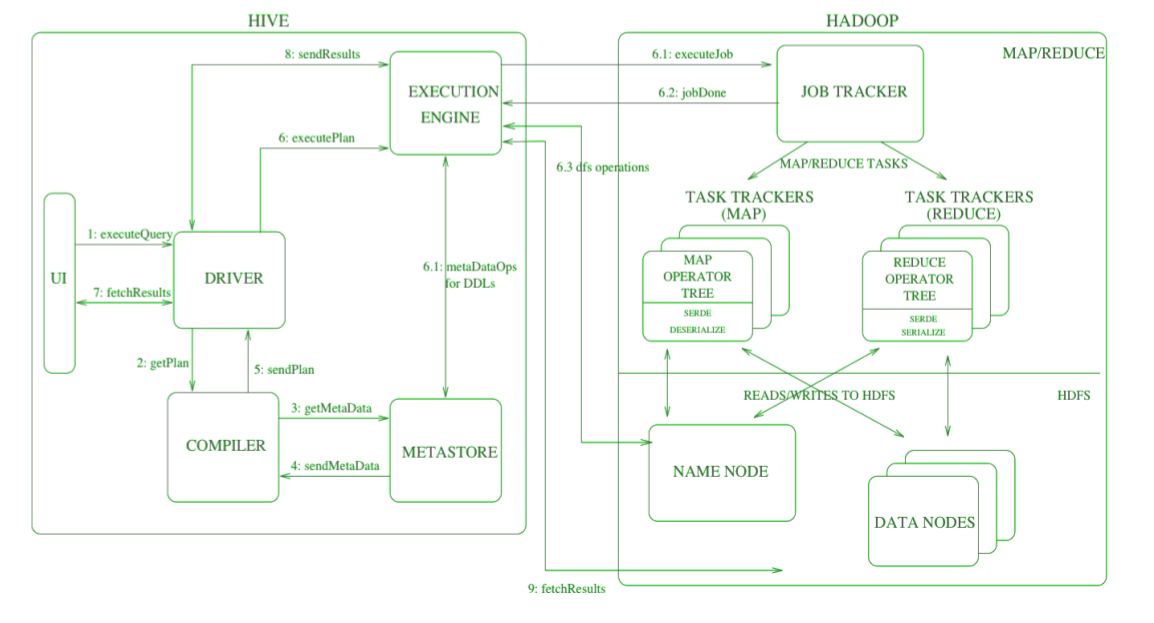 HIVE
HADOOP
8: sendResults
6.1: executeJob
MAP/REDUCE
EXECUTION
ENGINE
6.2: jobDone
JOB TRACKER
6: executePlan
6.3 dfs operations
MAP/REDUCE TASKS
TASK TRACKERS
(MAP)
TASK TRACKERS
(REDUCE)
1: executeQuery
UI
DRIVER
7: fetchResults
6.1: metaDataOps
for DDLs
MAP
OPERATOR
TREE
SERDE
DESERIALIZE
REDUCE
OPERATOR
TREE
SERDE
SERIALIZE
2: getPlan
5: sendPlan
READS/WRITES TO HDFS
HDFS
3: getMetaData
COMPILER
METASTORE
4: sendMetaData
NAME NODE
DATA NODES
9: fetchResults